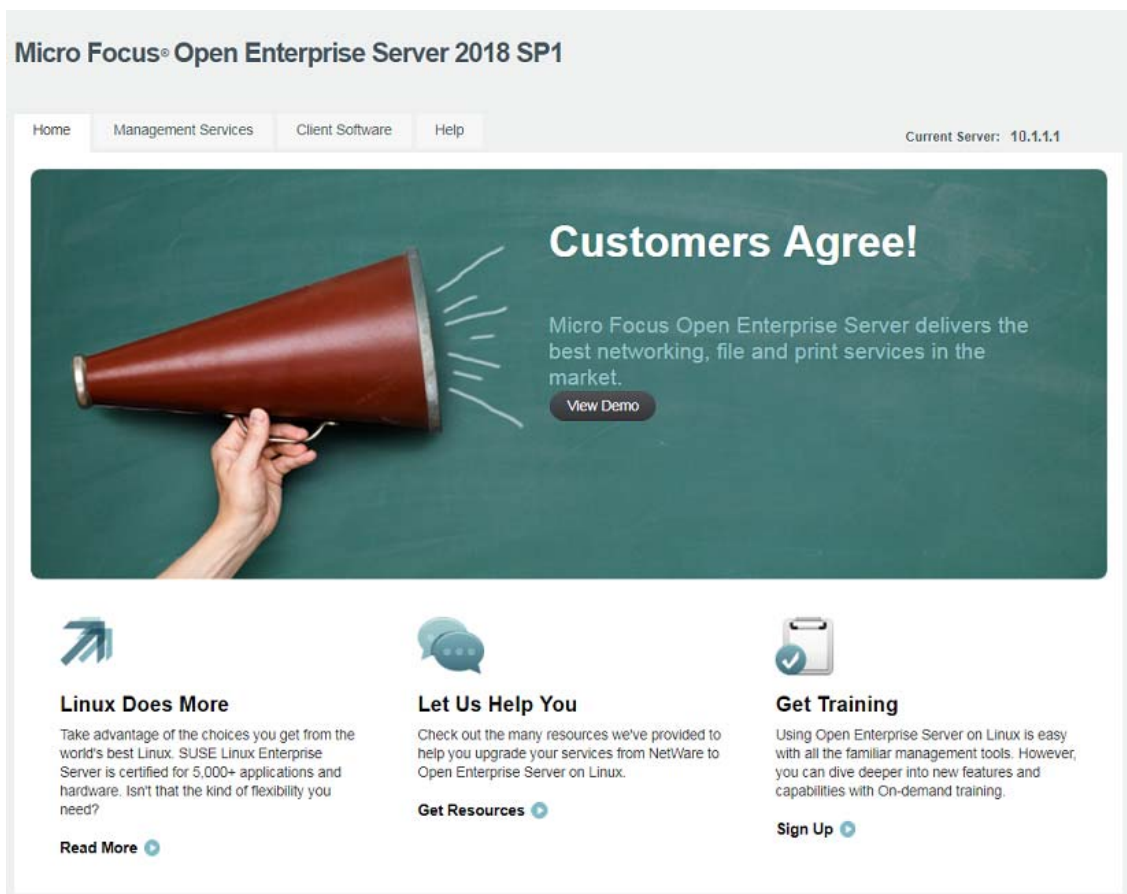 Micro Focus® Open Enterprise Server 2018 SP1
Home Management Services Client Software Help
Current Server: 10.1.1.1
Customers Agree!
Micro Focus Open Enterprise Server delivers the
best networking, file and print services in the
market.
View Demo
Linux Does More
Take advantage of the choices you get from the
world's best Linux. SUSE Linux Enterprise
Server is certified for 5,000+ applications and
hardware. Isn't that the kind of flexibility you
need?
Read More
Let Us Help You
Check out the many resources we've provided to
help you upgrade your services from NetWare to
Open Enterprise Server on Linux.
Get Resources
Get Training
Using Open Enterprise Server on Linux is easy
with all the familiar management tools. However,
you can dive deeper into new features and
capabilities with On-demand training.
Sign Up